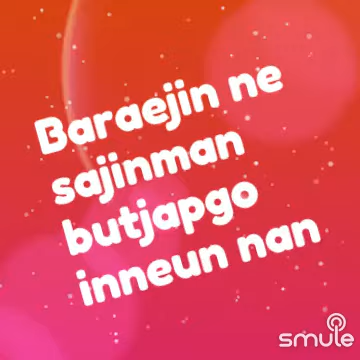 Baraejin ne
sajinman
butjapgo
inneun nan
smule